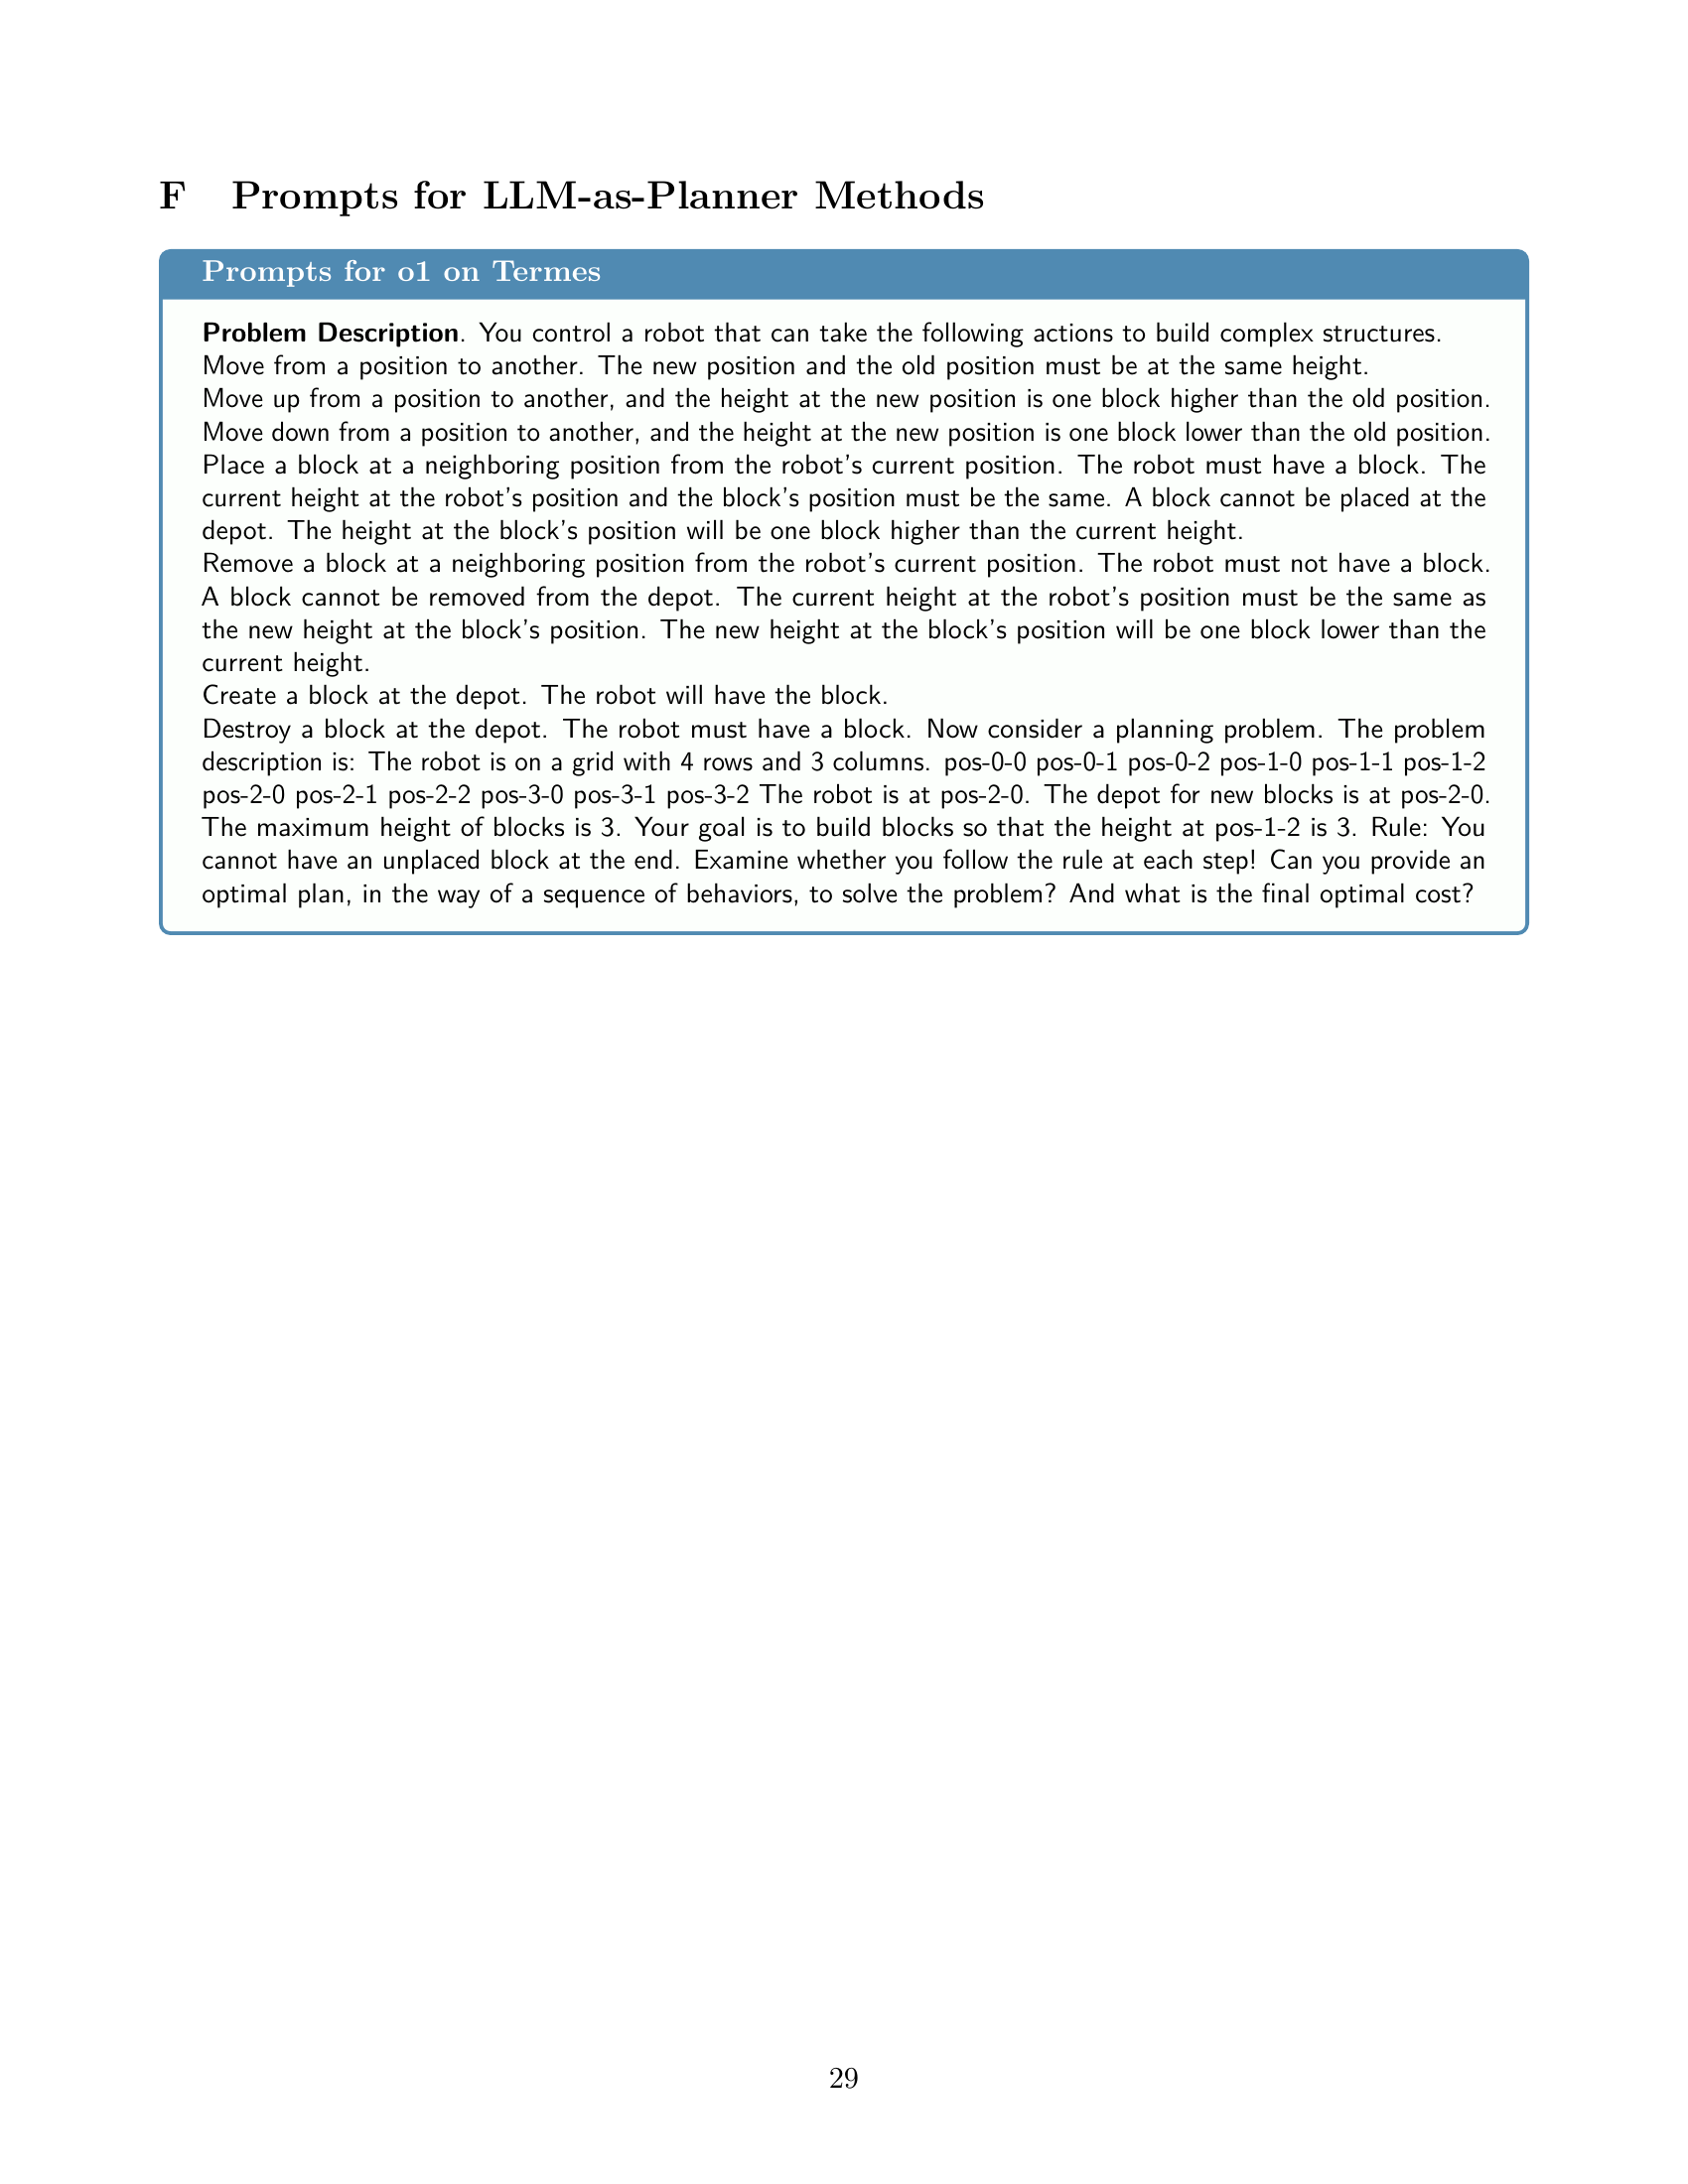 F Prompts for LLM-as-Planner Methods
Prompts for o1 on Termes
Problem Description. You control a robot that can take the following actions to build complex structures.
Move from a position to another. The new position and the old position must be at the same height.
Move up from a position to another, and the height at the new position is one block higher than the old position.
Move down from a position to another, and the height at the new position is one block lower than the old position.
Place a block at a neighboring position from the robot's current position. The robot must have a block. The
current height at the robot's position and the block's position must be the same. A block cannot be placed at the
depot. The height at the block's position will be one block higher than the current height.
Remove a block at a neighboring position from the robot's current position. The robot must not have a block.
A block cannot be removed from the depot. The current height at the robot's position must be the same as
the new height at the block's position. The new height at the block's position will be one block lower than the
current height.
Create a block at the depot. The robot will have the block.
Destroy a block at the depot. The robot must have a block. Now consider a planning problem. The problem
description is: The robot is on a grid with 4 rows and 3 columns. pos-0-0 pos-0-1 pos-0-2 pos-1-0 pos-1-1 pos-1-2
pos-2-0 pos-2-1 pos-2-2 pos-3-0 pos-3-1 pos-3-2 The robot is at pos-2-0. The depot for new blocks is at pos-2-0.
The maximum height of blocks is 3. Your goal is to build blocks so that the height at pos-1-2 is 3. Rule: You
cannot have an unplaced block at the end. Examine whether you follow the rule at each step! Can you provide an
optimal plan, in the way of a sequence of behaviors, to solve the problem? And what is the final optimal cost?
29